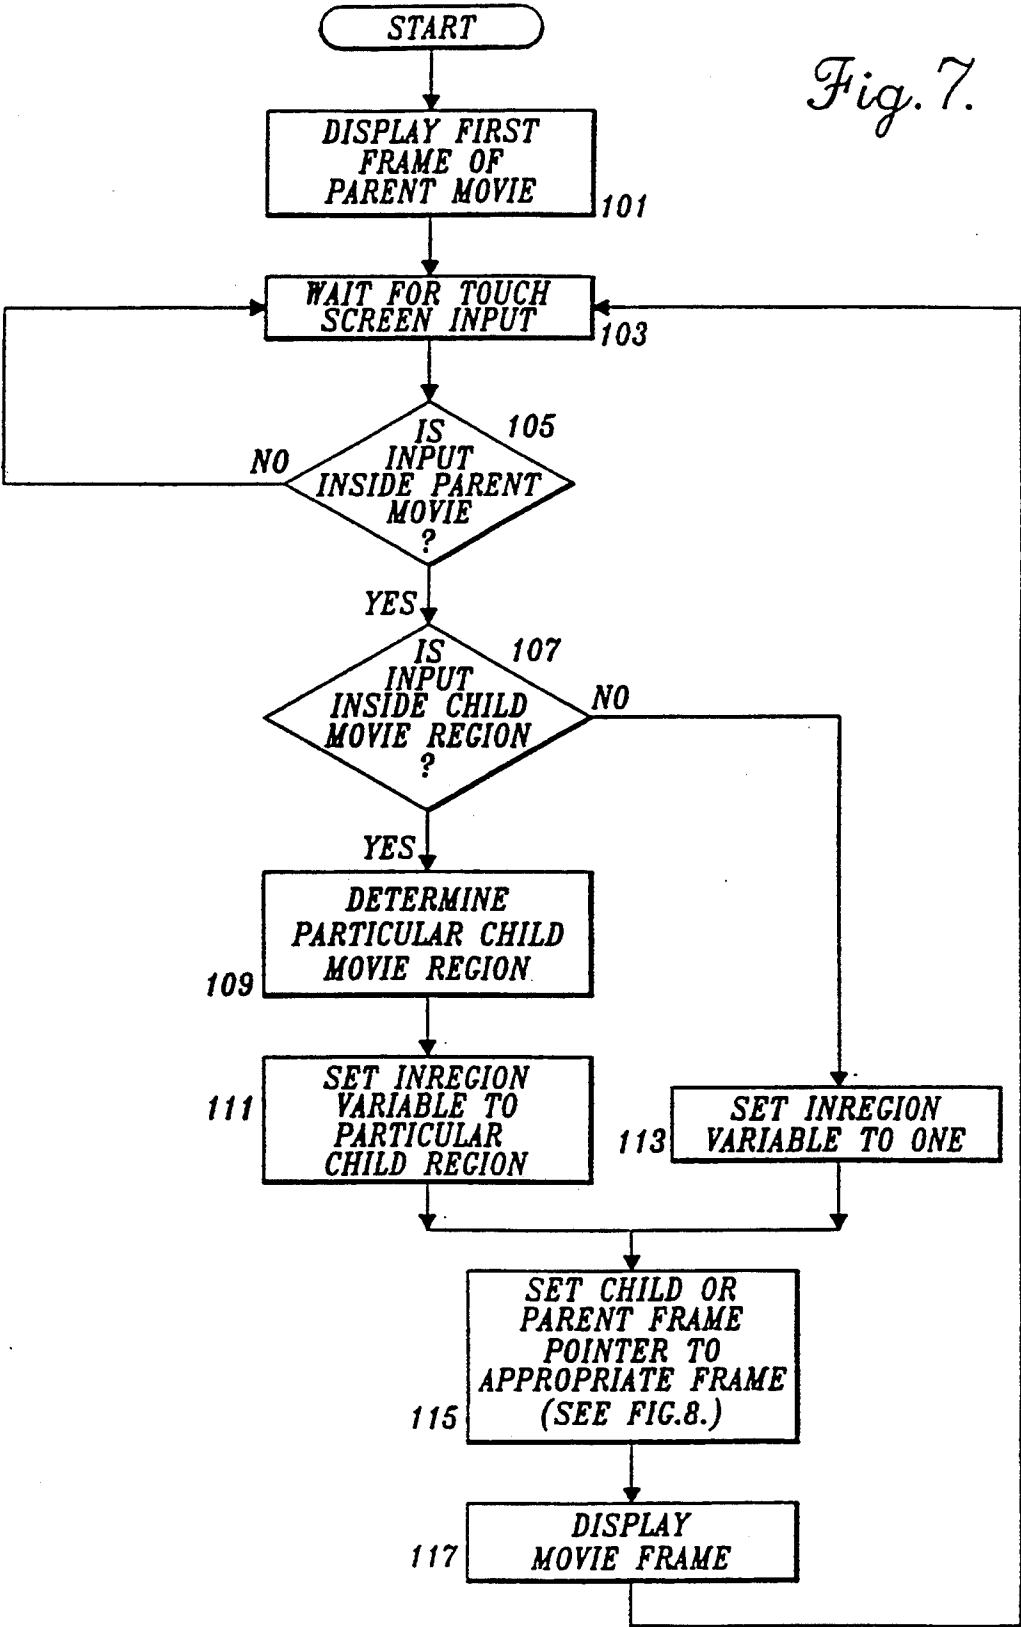 START
Fig. 7.
DISPLAY FIRST
FRAME OF
PARENT MOVIE
101
WAIT FOR TOUCH
SCREEN INPUT
103
105
IS
INPUT
INSIDE PARENT
MOVIE
?
NO
YES
107
IS
INPUT
INSIDE CHILD
MOVIE REGION
?
NO
YES
DETERMINE
PARTICULAR CHILD
MOVIE REGION
109
SET INREGION
VARIABLE TO
PARTICULAR
CHILD REGION
111
SET INREGION
VARIABLE TO ONE
113
SET CHILD OR
PARENT FRAME
POINTER TO
APPROPRIATE FRAME
(SEE FIG.8.)
115
DISPLAY
MOVIE FRAME
117